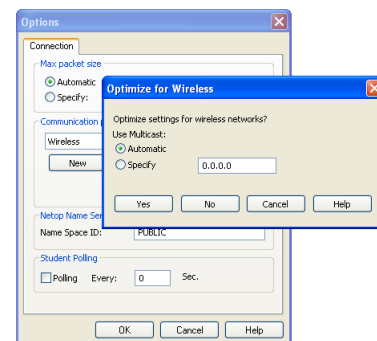 Options
Connection
Max packet size
Automatic
Specify:
Communication
Wireless
New
Netop Name Ser
Name Space ID: PUBLIC
Student Polling
Polling Every: 0 Sec.
OK Cancel Help
Optimize for Wireless
Optimize settings for wireless networks?
Use Multicast:
Automatic
Specify 0.0.0.0
Yes No Cancel Help